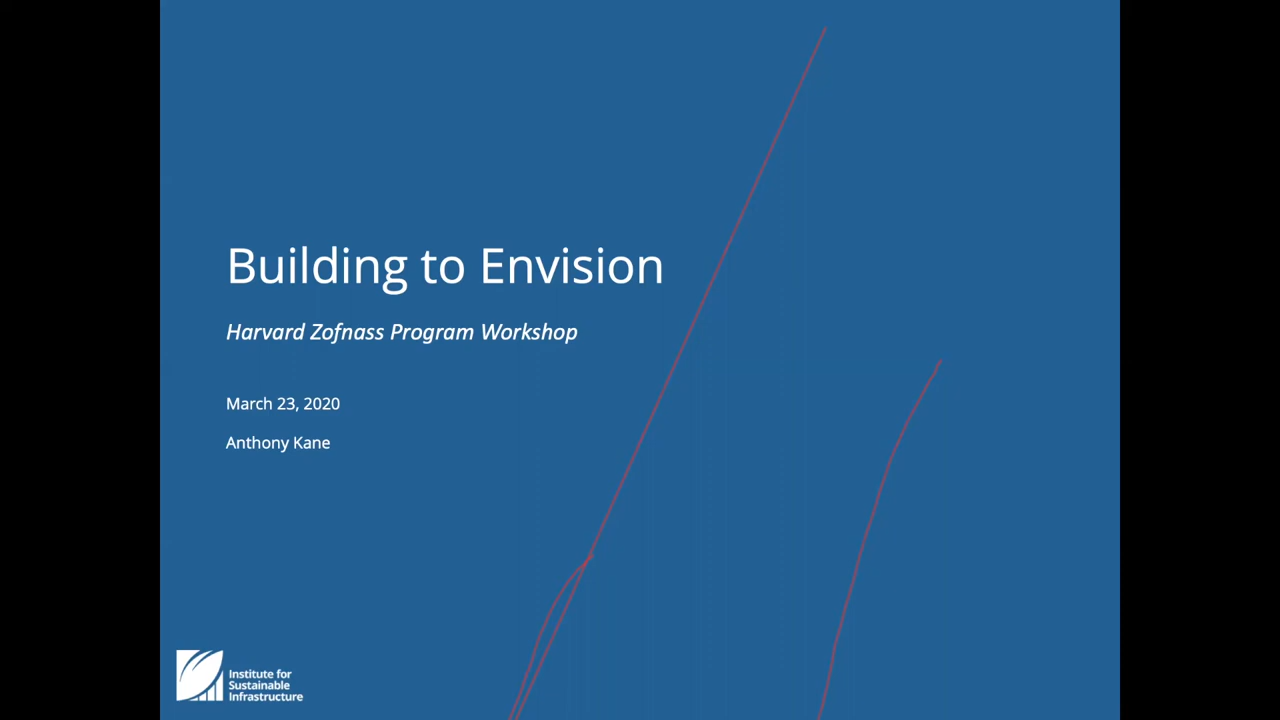 Building to Envision
Harvard Zofnass Program Workshop
March 23, 2020
Anthony Kane
Institute for
Sustainable
Infrastructure